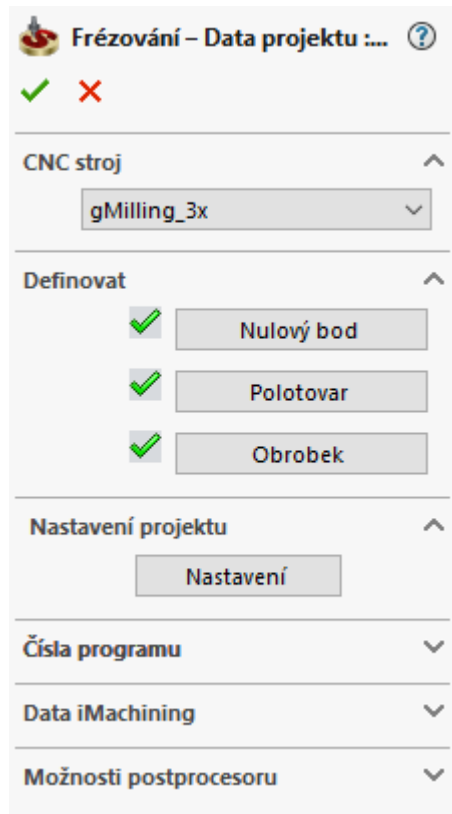 Frézování – Data projektu :...
CNC stroj
gMilling_3x
Definovat
Nulový bod
Polotovar
Obrobek
Nastavení projektu
Nastavení
Čísla programu
Data iMachining
Možnosti postprocesoru